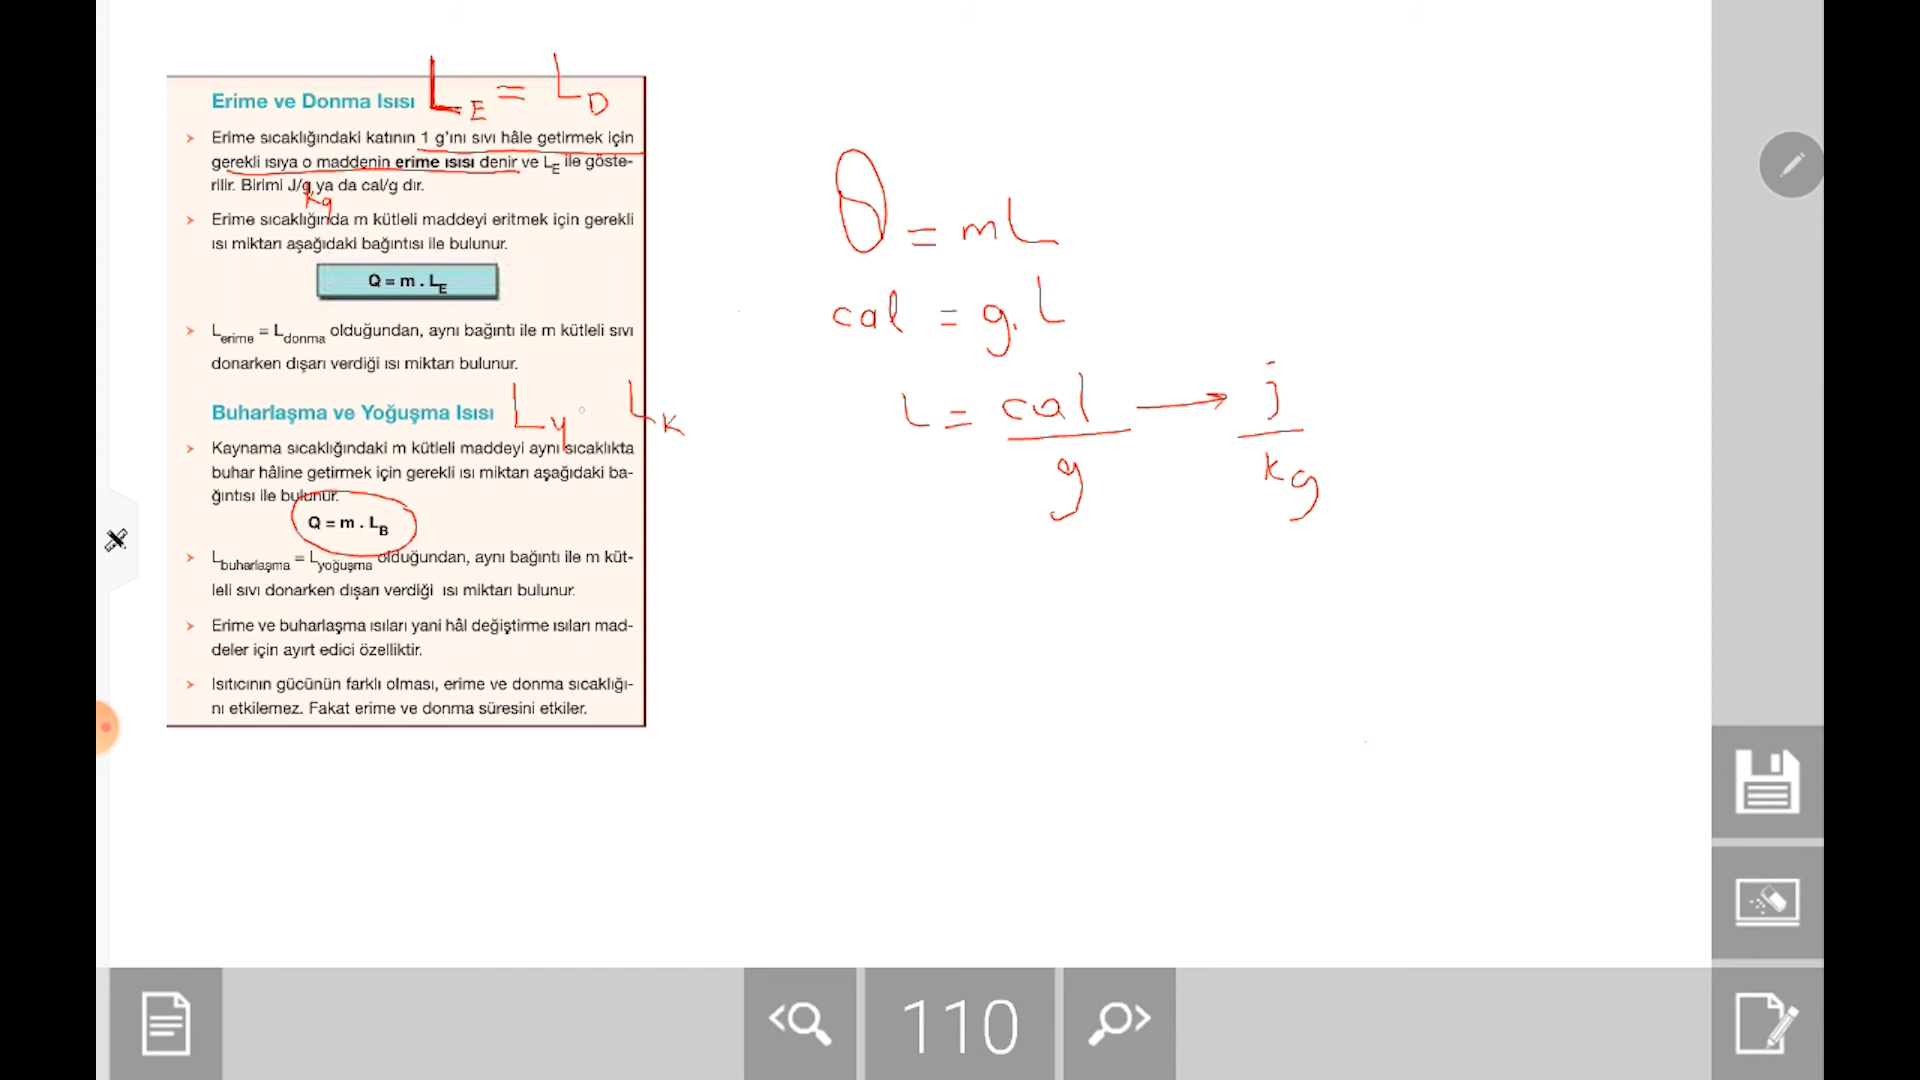 Erime ve Donma Isısı L_E = L_D
➤ Erime sıcaklığındaki katının 1 g'ını sıvı hâle getirmek için
gerekli ısıya o maddenin erime ısısı denir ve L_E ile göste-
rilir. Birimi J/g ya da cal/g dır.
kg
➤ Erime sıcaklığında m kütleli maddeyi eritmek için gerekli
ısı miktarı aşağıdaki bağıntısı ile bulunur.
Q = m . L_E
➤ L_erime = L_donma olduğundan, aynı bağıntı ile m kütleli sıvı
donarken dışarı verdiği ısı miktarı bulunur.
Buharlaşma ve Yoğuşma Isısı L_Y L_K
➤ Kaynama sıcaklığındaki m kütleli maddeyi aynı sıcaklıkta
buhar hâline getirmek için gerekli ısı miktarı aşağıdaki ba-
ğıntısı ile bulunur.
Q = m . L_B
➤ L_buharlaşma = L_yoğuşma olduğundan, aynı bağıntı ile m küt-
leli sıvı donarken dışarı verdiği ısı miktarı bulunur.
➤ Erime ve buharlaşma ısıları yani hâl değiştirme ısıları mad-
deler için ayırt edici özelliktir.
➤ Isıtıcının gücünün farklı olması, erime ve donma sıcaklığı-
nı etkilemez. Fakat erime ve donma süresini etkiler.
Q = mL
cal = g. L
L = cal/g → j/kg
110